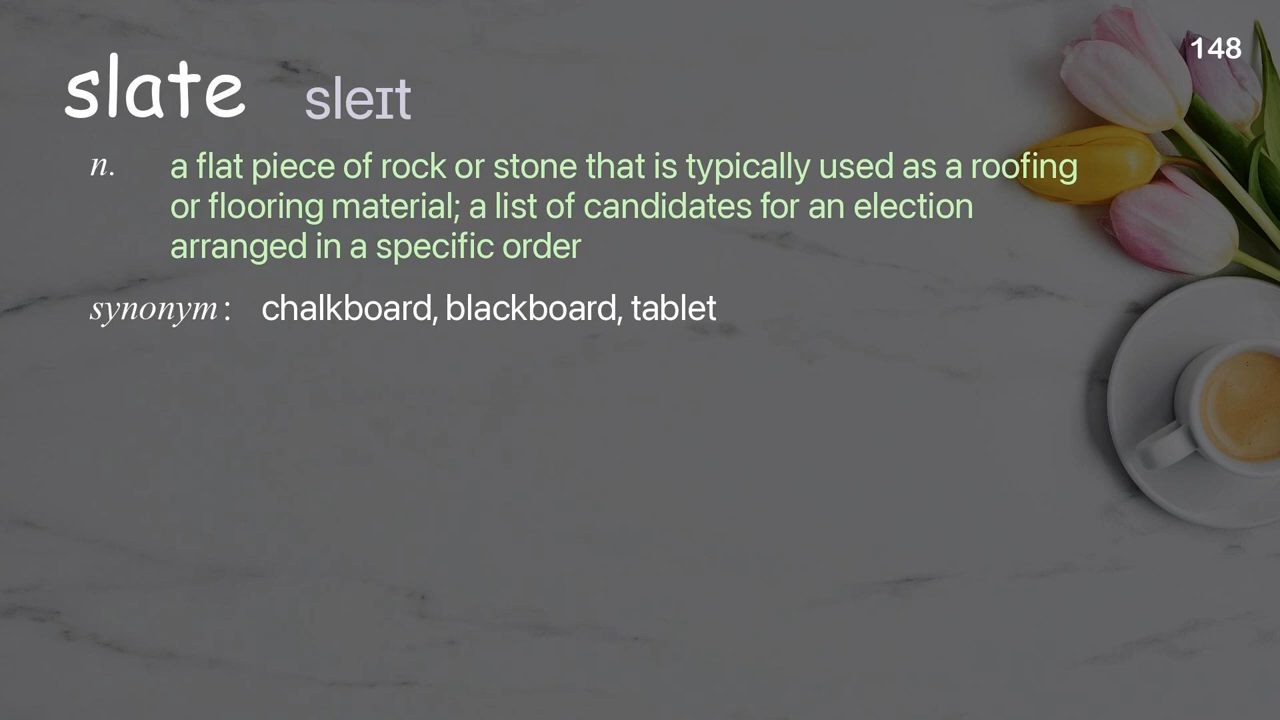 148
slate sleɪt
n. a flat piece of rock or stone that is typically used as a roofing
or flooring material; a list of candidates for an election
arranged in a specific order
synonym : chalkboard, blackboard, tablet